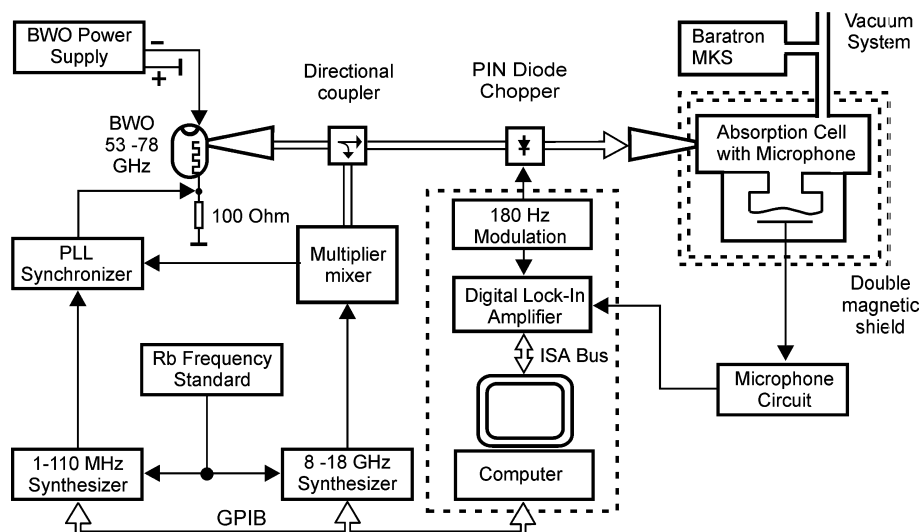 BWO Power
Supply
–
+
Directional
coupler
PIN Diode
Chopper
Baratron
MKS
Vacuum
System
BWO
53 -78
GHz
Absorption Cell
with Microphone
100 Ohm
180 Hz
Modulation
PLL
Synchronizer
Multiplier
mixer
Digital Lock-In
Amplifier
Double
magnetic
shield
ISA Bus
Rb Frequency
Standard
Microphone
Circuit
1-110 MHz
Synthesizer
8 -18 GHz
Synthesizer
Computer
GPIB